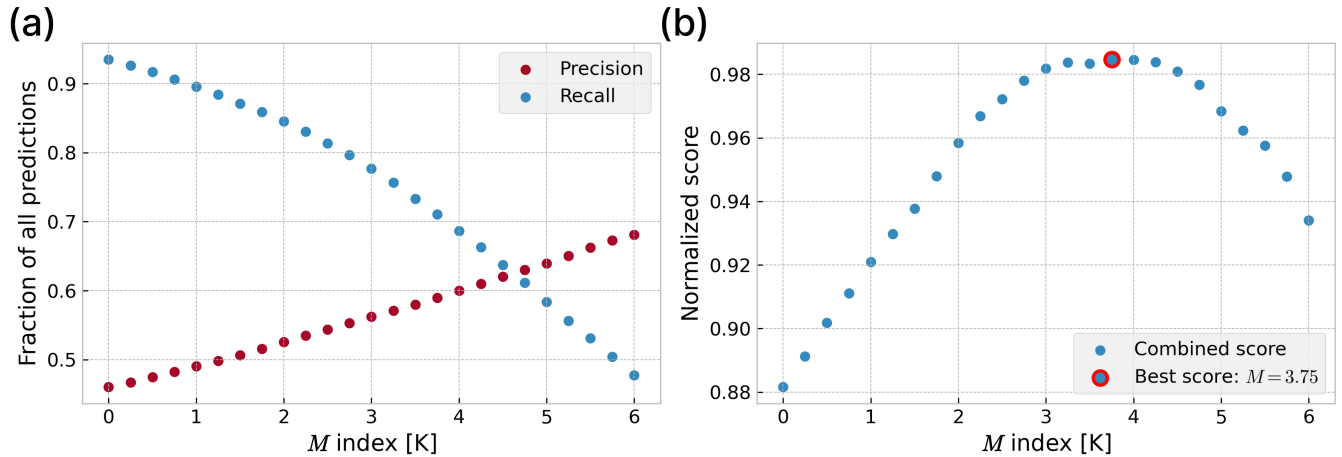 (a)
Fraction of all predictions
0.9
0.8
0.7
0.6
0.5
Precision
Recall
0 1 2 3 4 5 6
M index [K]
(b)
Normalized score
0.98
0.96
0.94
0.92
0.90
0.88
Combined score
Best score: M = 3.75
0 1 2 3 4 5 6
M index [K]